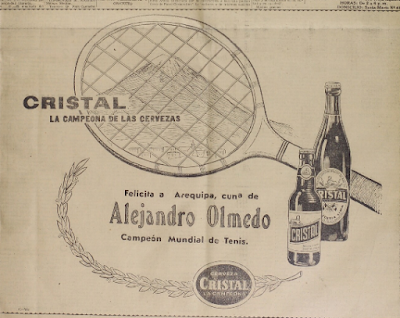 CRISTAL
LA CAMPEONA DE LAS CERVEZAS
Felicita a Arequipa, cuna de
Alejandro Olmedo
Campeón Mundial de Tenis.
CRISTAL
CRISTAL
CERVEZA
CRISTAL
LA CAMPEONA